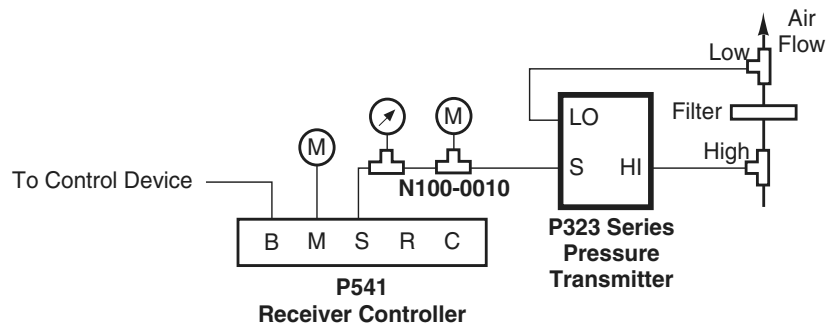 Air
Flow
Low
Filter
High
LO
S HI
M
M
N100-0010
To Control Device
B M S R C
P323 Series
Pressure
Transmitter
P541
Receiver Controller